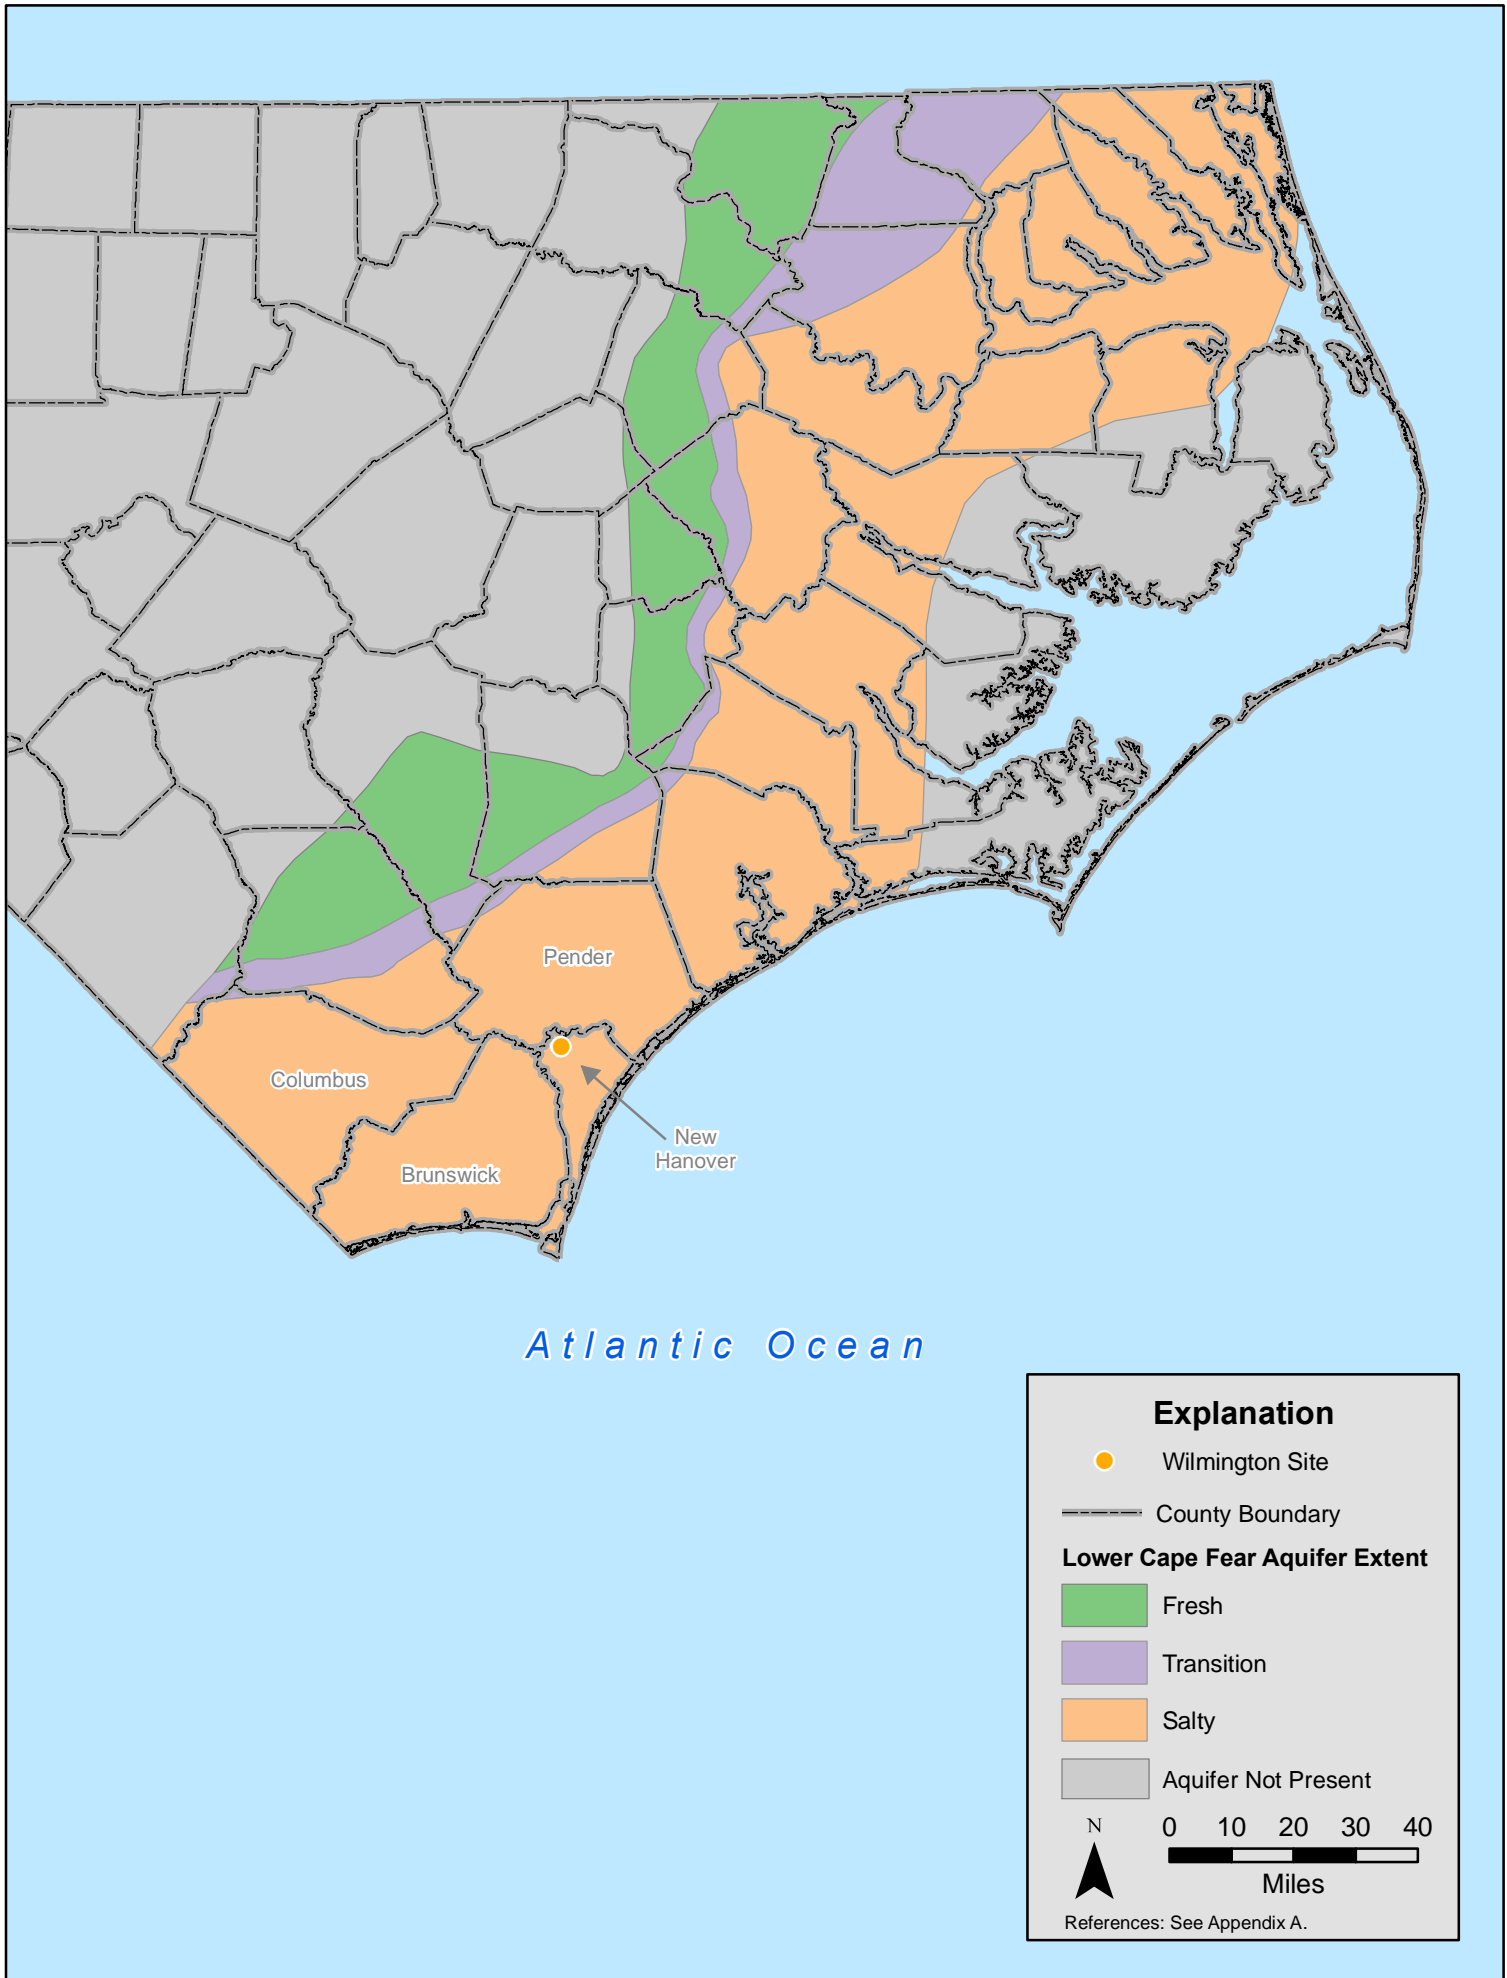 Pender
Columbus
New
Hanover
Brunswick
Atlantic Ocean
Explanation
Wilmington Site
County Boundary
Lower Cape Fear Aquifer Extent
Fresh
Transition
Salty
Aquifer Not Present
N
0 10 20 30 40
Miles
References: See Appendix A.